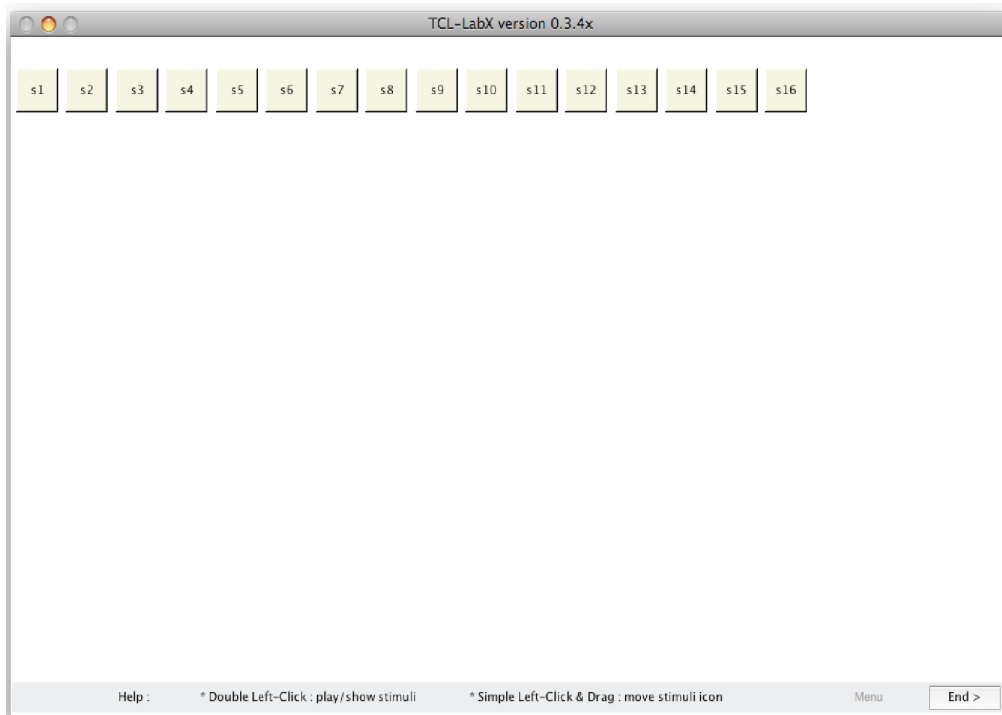 TCL-LabX version 0.3.4x
s1 s2 s3 s4 s5 s6 s7 s8 s9 s10 s11 s12 s13 s14 s15 s16
Help : * Double Left-Click : play/show stimuli * Simple Left-Click & Drag : move stimuli icon Menu End >